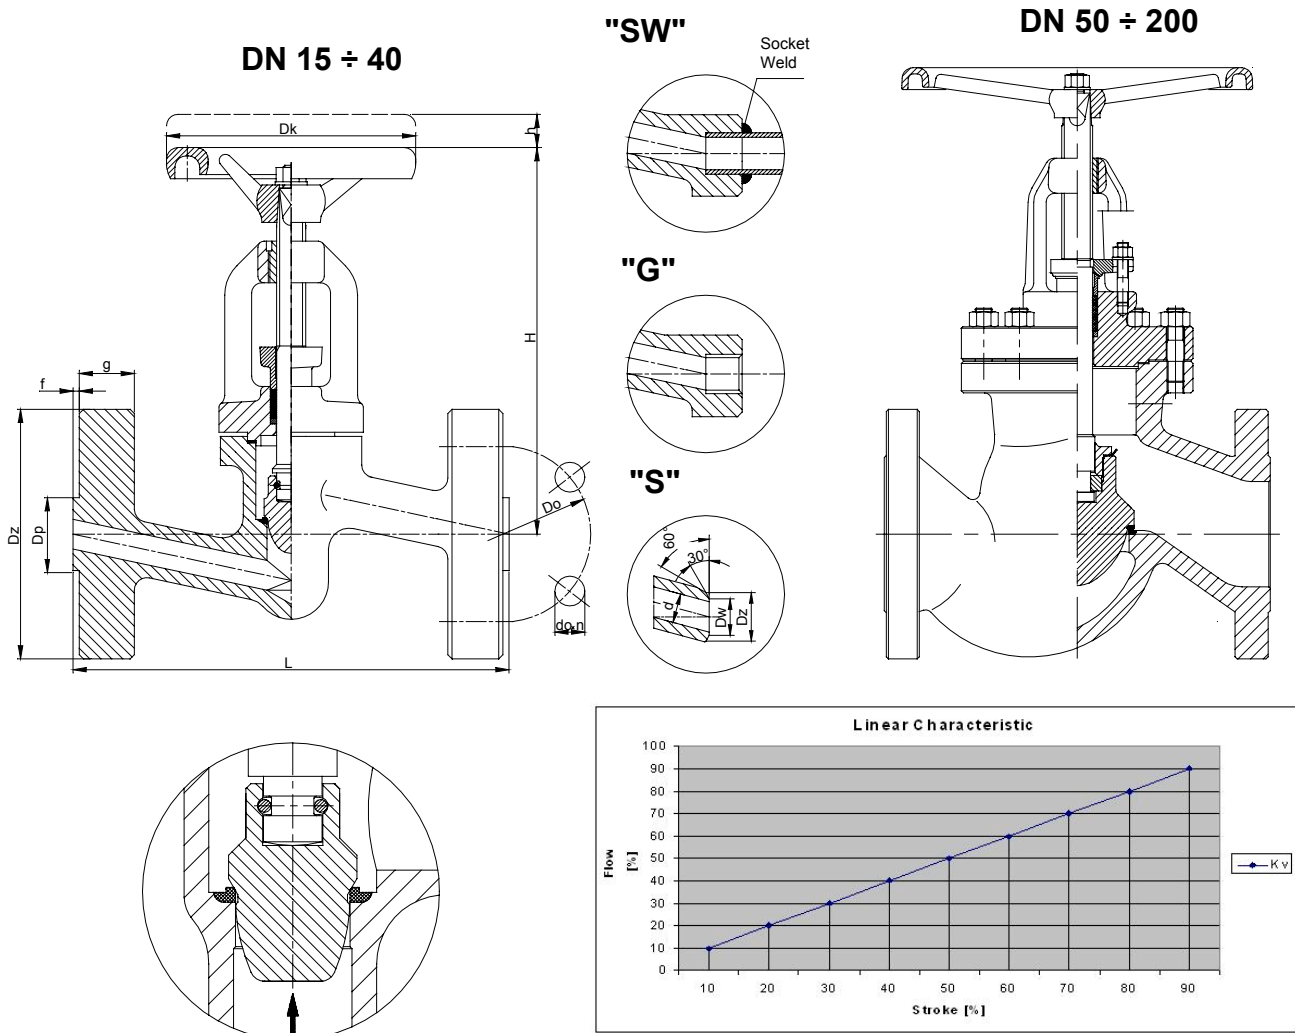 DN 15 ÷ 40
"SW"
DN 50 ÷ 200
Socket
Weld
Dk
h
H
"G"
g
f
"S"
Dz
Dp
Do
do,n
L
60°
30°
d
Dw
Dz
Linear Characteristic
100
90
80
70
60
50
40
30
20
10
0
Flow
[%]
10 20 30 40 50 60 70 80 90
Stroke [%]
Kv